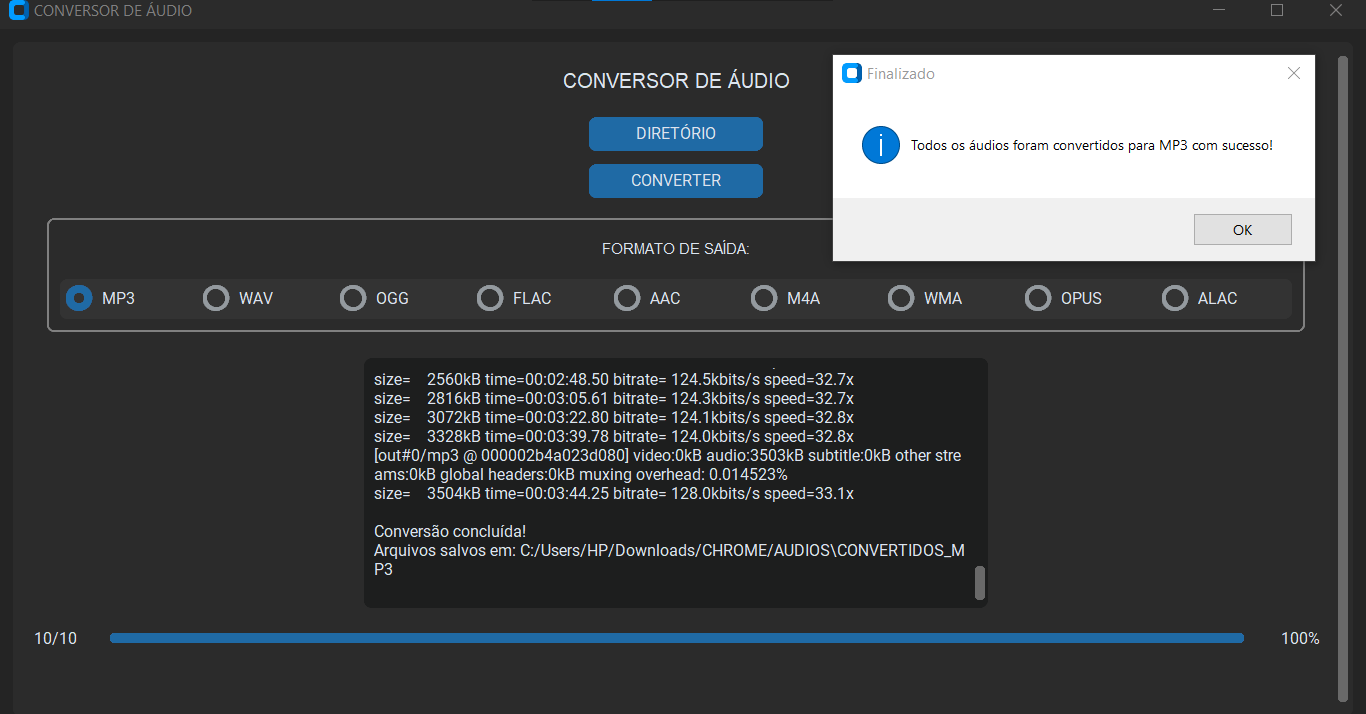 CONVERSOR DE ÁUDIO
CONVERSOR DE ÁUDIO
DIRETÓRIO
CONVERTER
Finalizado
Todos os áudios foram convertidos para MP3 com sucesso!
OK
FORMATO DE SAÍDA:
MP3 WAV OGG FLAC AAC M4A WMA OPUS ALAC
size= 2560kB time=00:02:48.50 bitrate= 124.5kbits/s speed=32.7x
size= 2816kB time=00:03:05.61 bitrate= 124.3kbits/s speed=32.7x
size= 3072kB time=00:03:22.80 bitrate= 124.1kbits/s speed=32.8x
size= 3328kB time=00:03:39.78 bitrate= 124.0kbits/s speed=32.8x
[out#0/mp3 @ 000002b4a023d080] video:0kB audio:3503kB subtitle:0kB other stre
ams:0kB global headers:0kB muxing overhead: 0.014523%
size= 3504kB time=00:03:44.25 bitrate= 128.0kbits/s speed=33.1x
Conversão concluída!
Arquivos salvos em: C:/Users/HP/Downloads/CHROME/AUDIOS\CONVERTIDOS_M
P3
10/10 100%